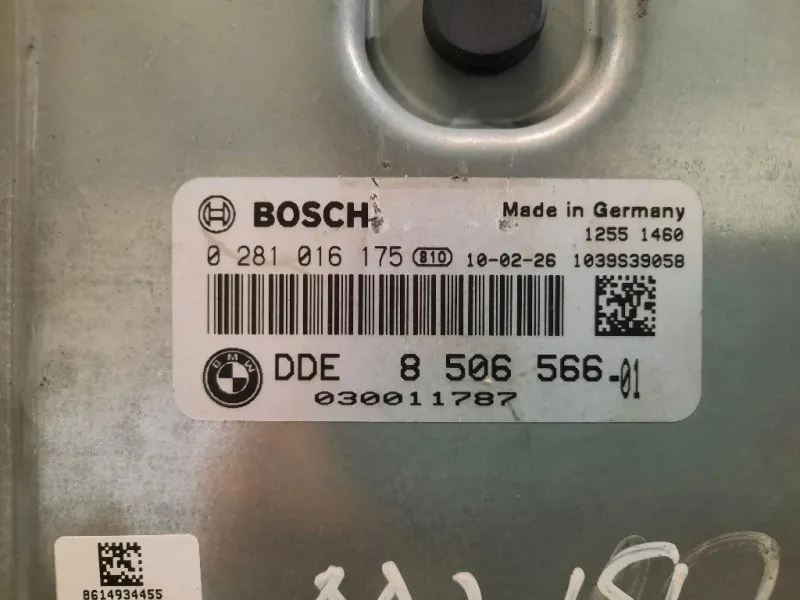 BOSCH Made in Germany
1255 1460
0 281 016 175 810 10-02-26 1039S39058
BMW DDE 8 506 566-01
030011787
8614934455